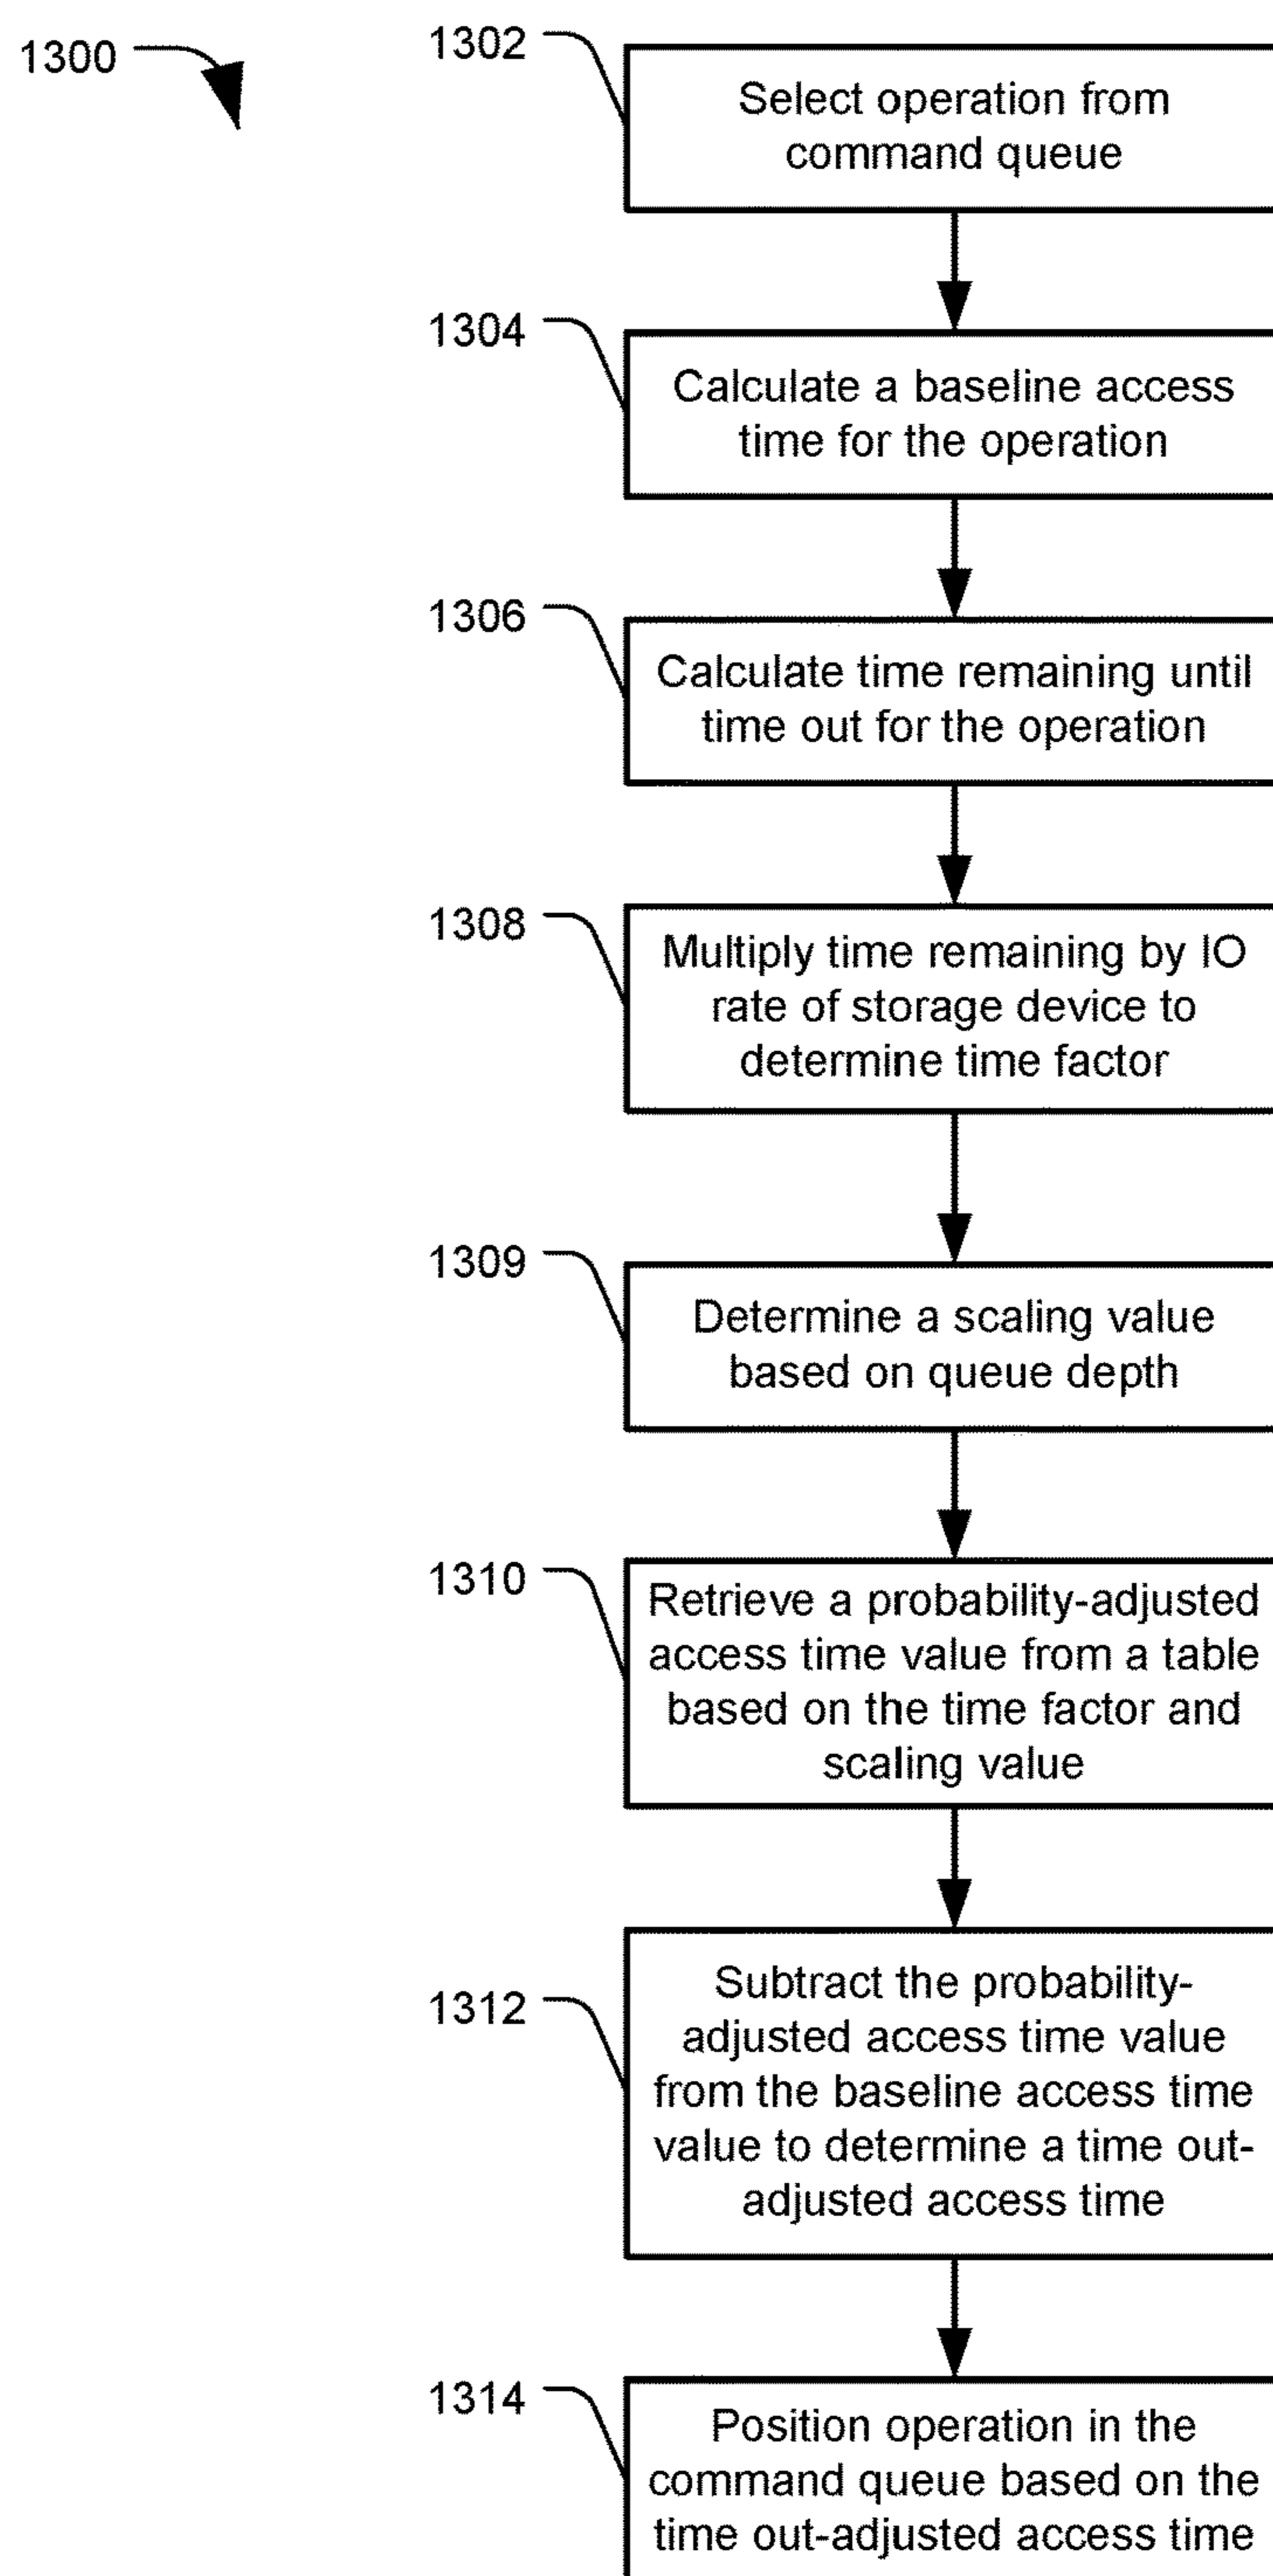 1300
1302
Select operation from
command queue
1304
Calculate a baseline access
time for the operation
1306
Calculate time remaining until
time out for the operation
1308
Multiply time remaining by IO
rate of storage device to
determine time factor
1309
Determine a scaling value
based on queue depth
1310
Retrieve a probability-adjusted
access time value from a table
based on the time factor and
scaling value
1312
Subtract the probability-
adjusted access time value
from the baseline access time
value to determine a time out-
adjusted access time
1314
Position operation in the
command queue based on the
time out-adjusted access time